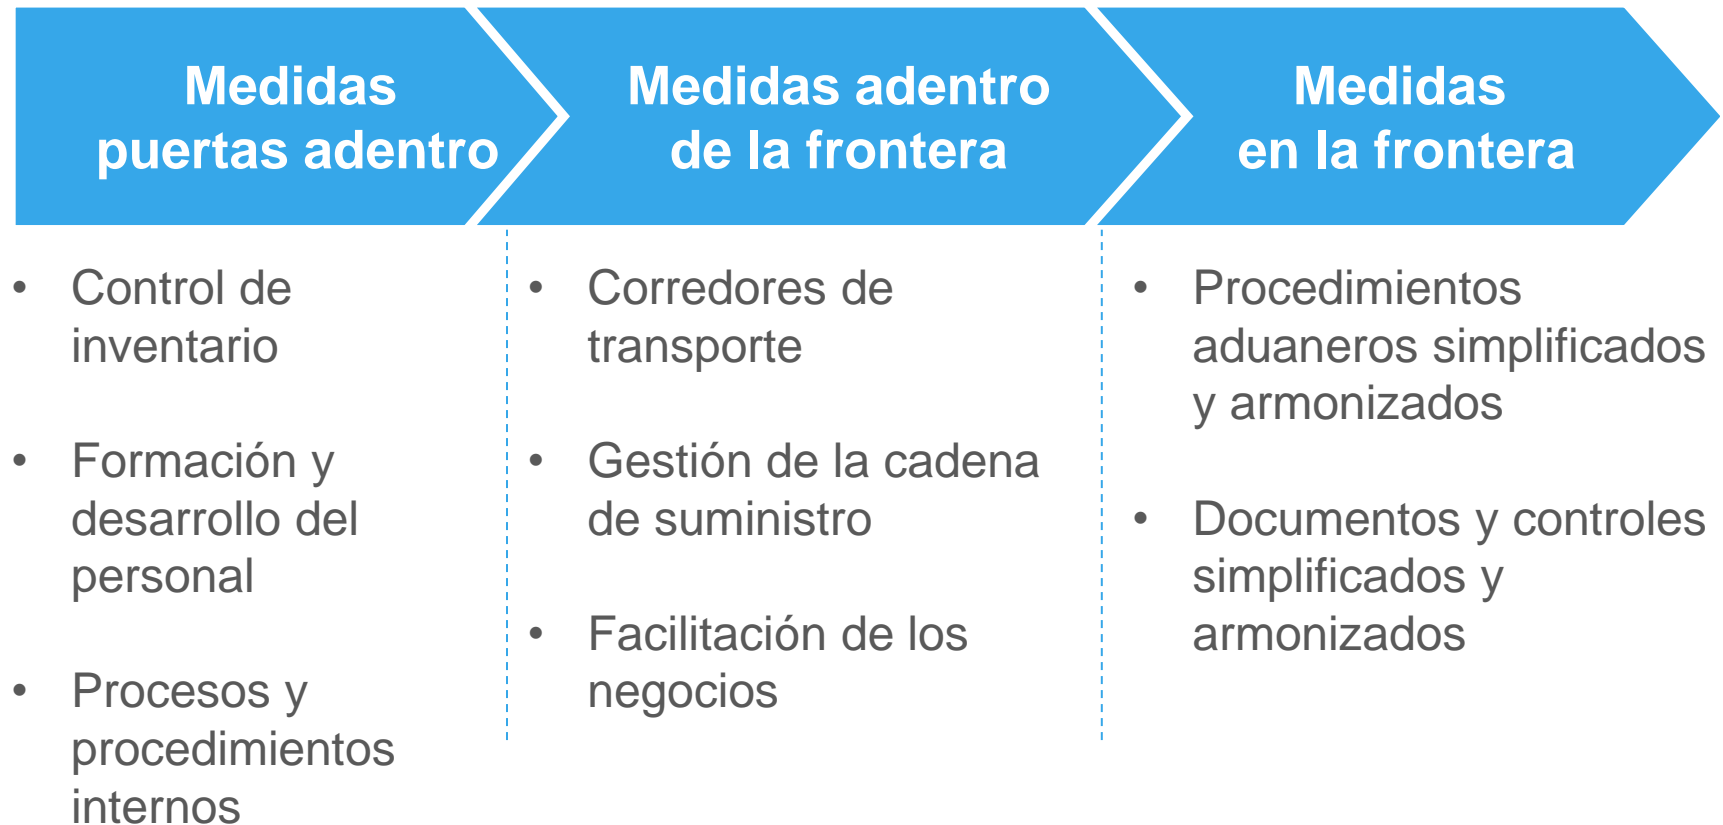 Medidas
puertas adentro
Medidas adentro
de la frontera
Medidas
en la frontera
• Control de
inventario
• Formación y
desarrollo del
personal
• Procesos y
procedimientos
internos
• Corredores de
transporte
• Gestión de la cadena
de suministro
• Facilitación de los
negocios
• Procedimientos
aduaneros simplificados
y armonizados
• Documentos y controles
simplificados y
armonizados